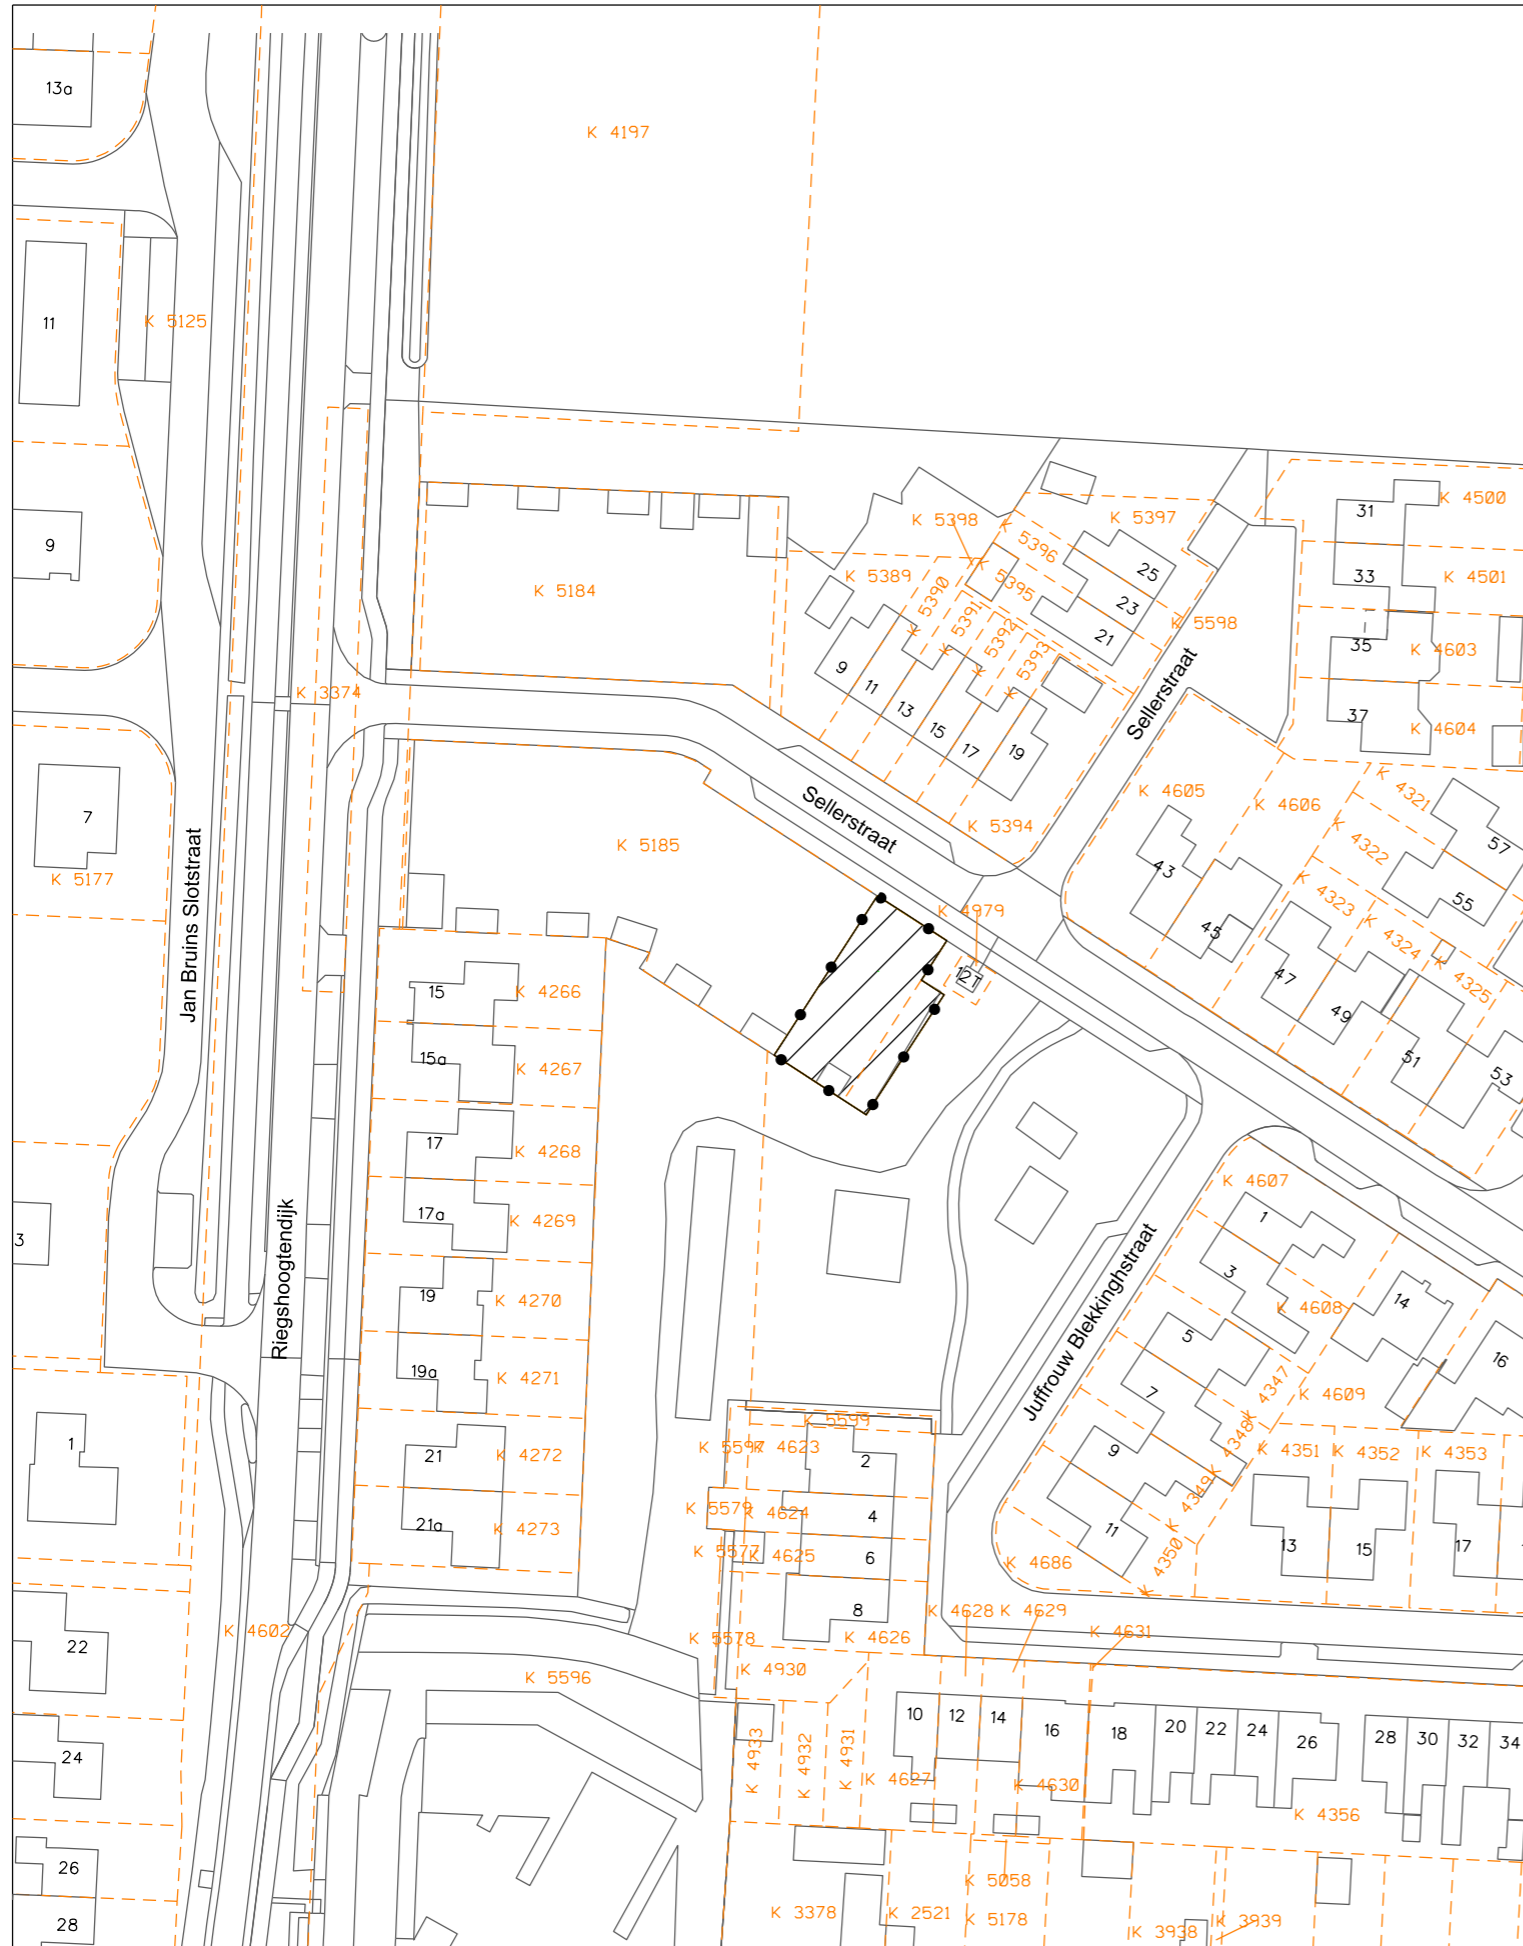 13a
K 4197
11
K 5125
K 4500
31
K 5398
K 5397
K 5396
9
25
33
K 4501
K 5389
K 5395
K 5184
K 5390
23
K 5391
K 5392
K 5598
21
35
K 4603
K 5393
9
11
Sellerstraat
K 3374
13
37
15
K 4604
17
19
K 4605
K 4606
K 4321
7
Sellerstraat
K 5394
K 4322
57
K 5185
Jan Bruins Slotstraat
43
K 5177
K 4323
55
K 4979
45
K 4324
12T
K 4325
47
15
K 4266
49
15a
K 4267
51
53
17
K 4268
K 4607
17a
K 4269
1
3
Riegshoogtendijk
3
Juffrouw Blekkinghstraat
19
K 4270
K 4608
14
5
16
19a
K 4271
K 4347
7
K 4609
K 5599
1
21
K 4272
K 5597
K 4623
2
9
K 4348
K 4351
K 4352
K 4353
K 4349
K 5579
K 4624
4
21a
K 4273
11
13
15
17
K 5577
K 4625
6
K 4686
K 4350
8
K 4628
K 4629
K 4602
K 5578
K 4626
K 4631
22
K 5596
K 4930
10
12
14
16
18
20
22
24
26
28
30
32
34
24
K 4933
K 4932
K 4931
K 4627
K 4630
K 4356
26
K 5058
28
K 3378
K 2521
K 5178
K 3938
K 3939